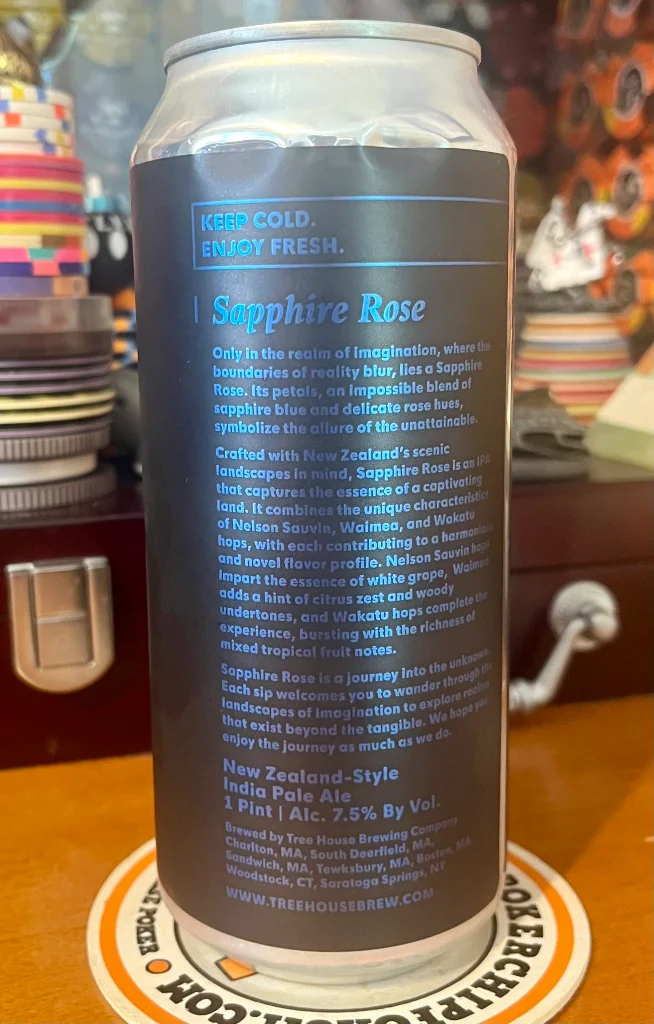 KEEP COLD.
ENJOY FRESH.
Sapphire Rose
Only in the realm of imagination, where the
boundaries of reality blur, lies a Sapphire
Rose. Its petals, an impossible blend of
sapphire blue and delicate rose hues,
symbolize the allure of the unattainable.
Crafted with New Zealand's scenic
landscapes in mind, Sapphire Rose is an IPA
that captures the essence of a captivating
land. It combines the unique characteristics
of Nelson Sauvin, Waimea, and Wakatu
hops, with each contributing to a harmonious
and novel flavor profile. Nelson Sauvin hops
impart the essence of white grape, Waimea
adds a hint of citrus zest and woody
undertones, and Wakatu hops complete the
experience, bursting with the richness of
mixed tropical fruit notes.
Sapphire Rose is a journey into the unknown.
Each sip welcomes you to wander through the
landscapes of imagination to explore realms
that exist beyond the tangible. We hope you
enjoy the journey as much as we do.
New Zealand-Style
India Pale Ale
1 Pint | Alc. 7.5% By Vol.
Brewed by Tree House Brewing Company
Charlton, MA, South Deerfield, MA,
Sandwich, MA, Tewksbury, MA, Boston, MA,
Woodstock, CT, Saratoga Springs, NY
WWW.TREEHOUSEBREW.COM
POKER
.COM